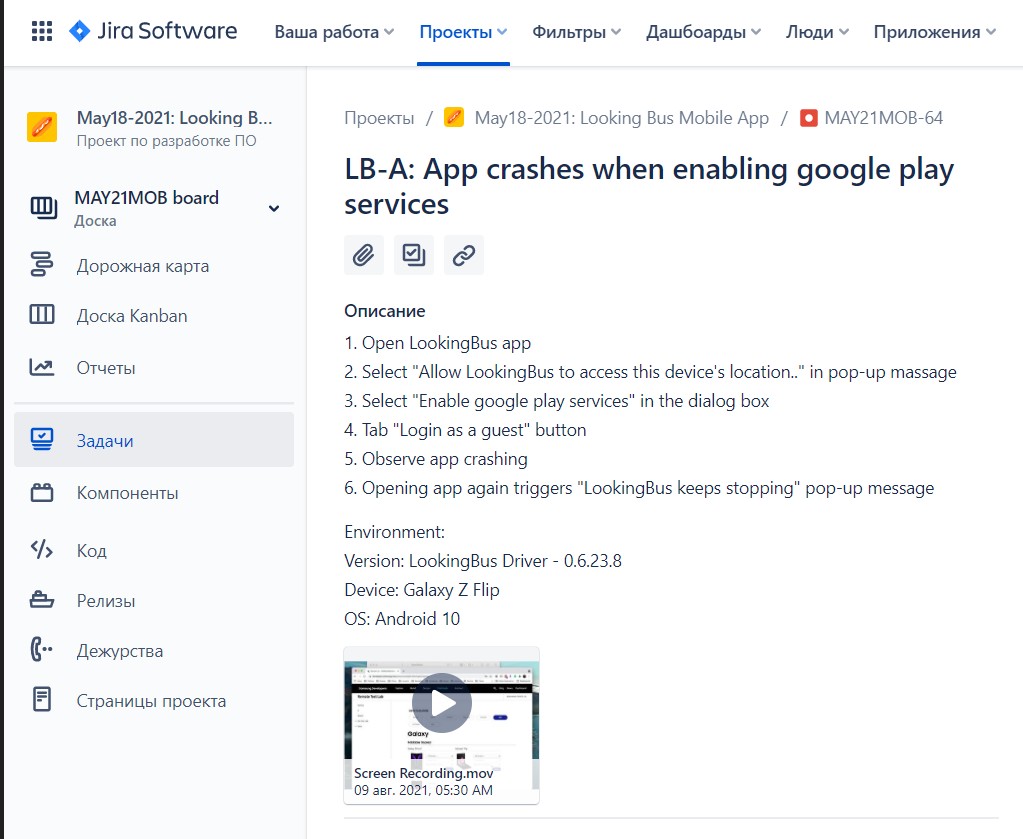 Jira Software
Ваша работа
Проекты
Фильтры
Дашбоарды
Люди
Приложения
May18-2021: Looking B...
Проект по разработке ПО
MAY21MOB board
Доска
Дорожная карта
Доска Kanban
Отчеты
Задачи
Компоненты
Код
Релизы
Дежурства
Страницы проекта
Проекты / May18-2021: Looking Bus Mobile App / MAY21MOB-64
LB-A: App crashes when enabling google play
services
Описание
1. Open LookingBus app
2. Select "Allow LookingBus to access this device's location.." in pop-up massage
3. Select "Enable google play services" in the dialog box
4. Tab "Login as a guest" button
5. Observe app crashing
6. Opening app again triggers "LookingBus keeps stopping" pop-up message
Environment:
Version: LookingBus Driver - 0.6.23.8
Device: Galaxy Z Flip
OS: Android 10
Galaxy
Screen Recording.mov
09 авг. 2021, 05:30 AM